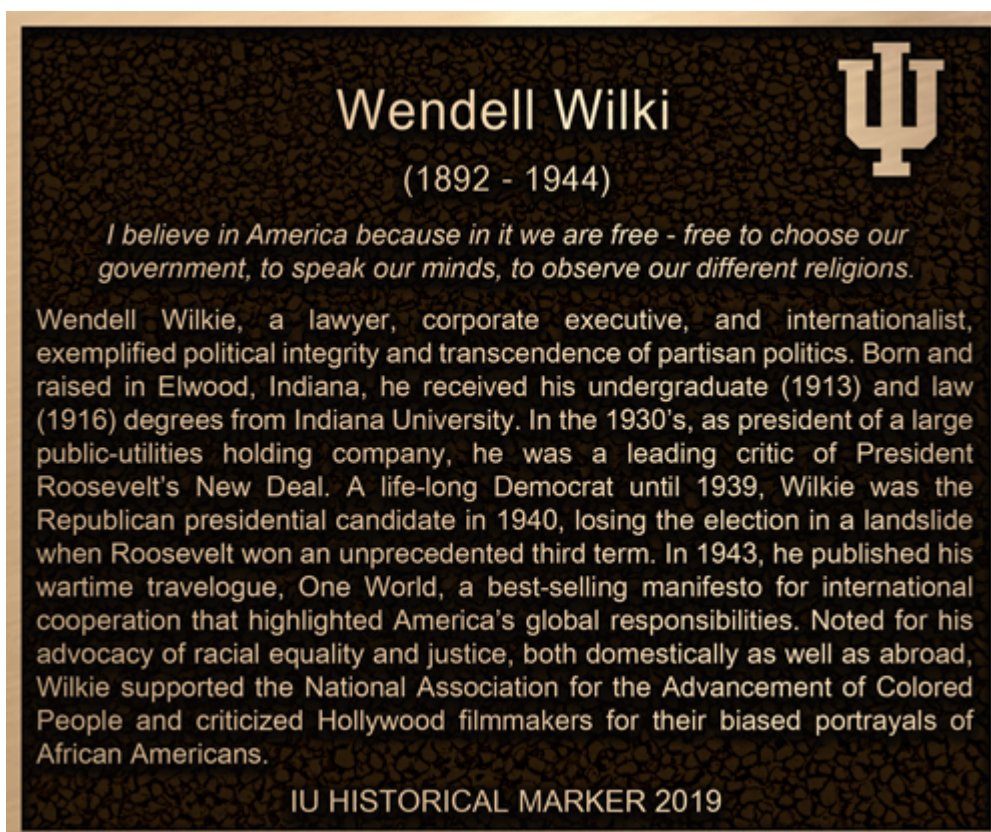 Wendell Wilki
(1892 - 1944)
I believe in America because in it we are free - free to choose our
government, to speak our minds, to observe our different religions.
Wendell Wilkie, a lawyer, corporate executive, and internationalist,
exemplified political integrity and transcendence of partisan politics. Born and
raised in Elwood, Indiana, he received his undergraduate (1913) and law
(1916) degrees from Indiana University. In the 1930's, as president of a large
public-utilities holding company, he was a leading critic of President
Roosevelt's New Deal. A life-long Democrat until 1939, Wilkie was the
Republican presidential candidate in 1940, losing the election in a landslide
when Roosevelt won an unprecedented third term. In 1943, he published his
wartime travelogue, One World, a best-selling manifesto for international
cooperation that highlighted America's global responsibilities. Noted for his
advocacy of racial equality and justice, both domestically as well as abroad,
Wilkie supported the National Association for the Advancement of Colored
People and criticized Hollywood filmmakers for their biased portrayals of
African Americans.
IU HISTORICAL MARKER 2019